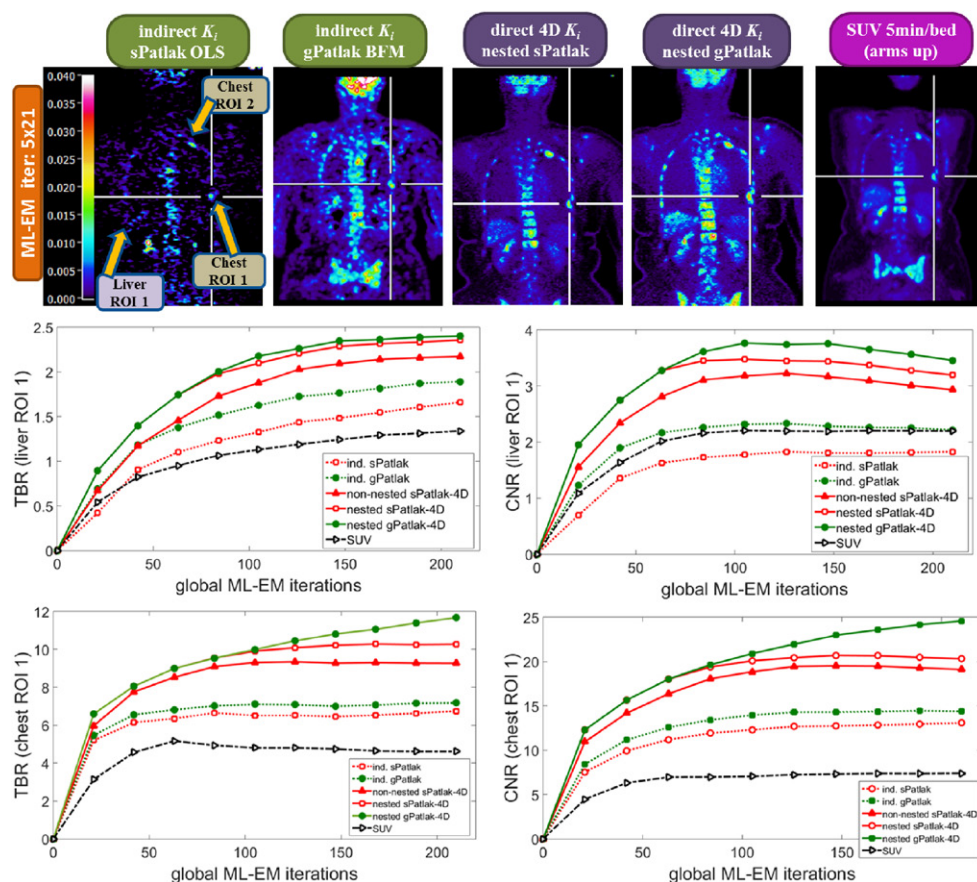 indirect Ki
sPatlak OLS
indirect Ki
gPatlak BFM
direct 4D Ki
nested sPatlak
direct 4D Ki
nested gPatlak
SUV 5min/bed
(arms up)
ML-EM iter: 5x21
0.040
0.035
0.030
0.025
0.020
0.015
0.010
0.005
0.000
Chest
ROI 2
Liver
ROI 1
Chest
ROI 1
TBR (liver ROI 1)
2.5
2
1.5
1
0.5
0
0
50
100
150
200
global ML-EM iterations
ind. sPatlak
ind. gPatlak
non-nested sPatlak-4D
nested sPatlak-4D
nested gPatlak-4D
SUV
CNR (liver ROI 1)
4
3
2
1
0
0
50
100
150
200
global ML-EM iterations
ind. sPatlak
ind. gPatlak
non-nested sPatlak-4D
nested sPatlak-4D
nested gPatlak-4D
SUV
TBR (chest ROI 1)
12
10
8
6
4
2
0
0
50
100
150
200
global ML-EM iterations
ind. sPatlak
ind. gPatlak
non-nested sPatlak-4D
nested sPatlak-4D
nested gPatlak-4D
SUV
CNR (chest ROI 1)
25
20
15
10
5
0
0
50
100
150
200
global ML-EM iterations
ind. sPatlak
ind. gPatlak
non-nested sPatlak-4D
nested sPatlak-4D
nested gPatlak-4D
SUV